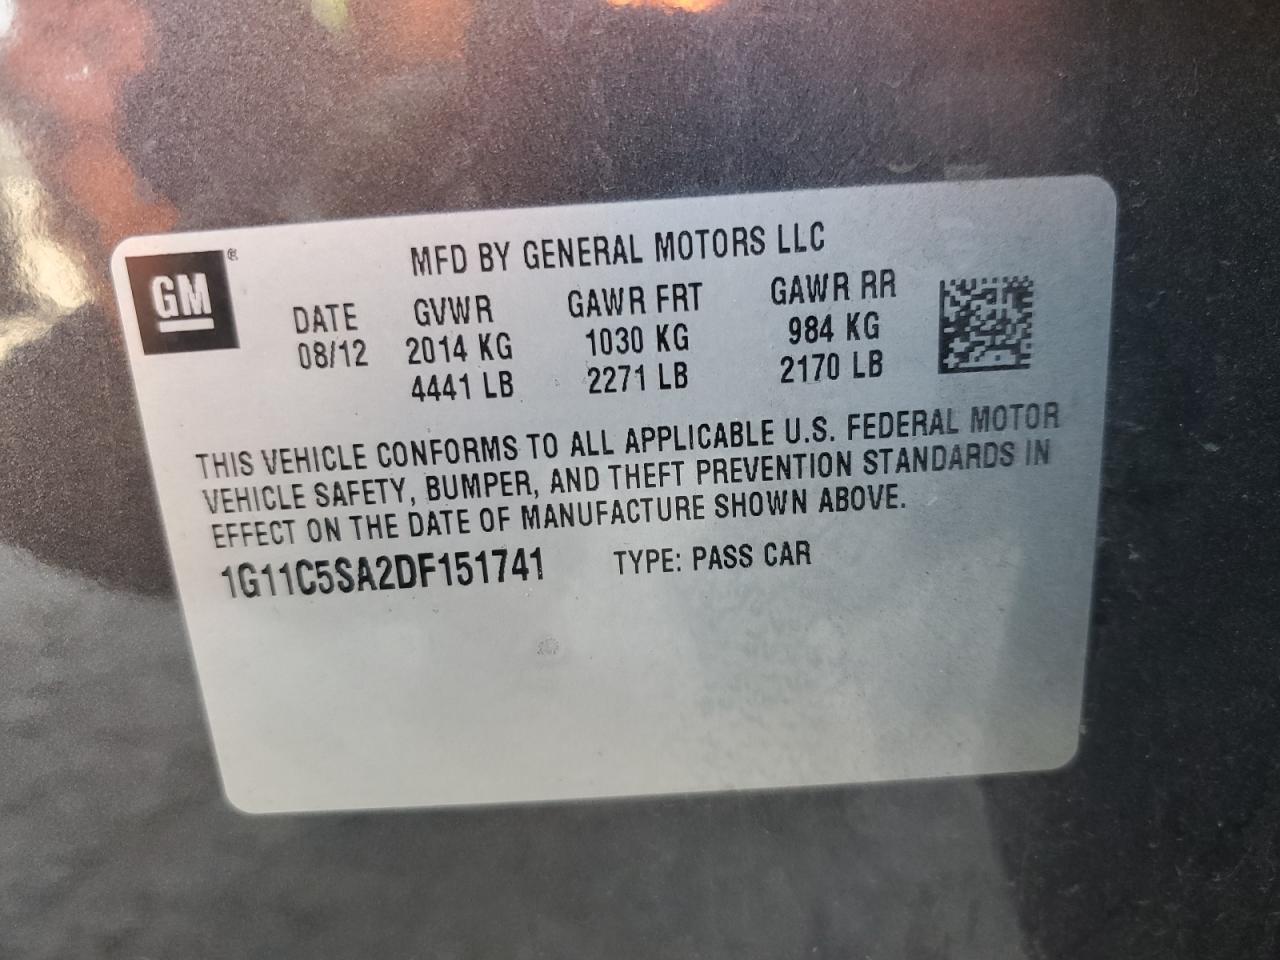 GM®
MFD BY GENERAL MOTORS LLC
DATE GVWR GAWR FRT GAWR RR
08/12 2014 KG 1030 KG 984 KG
4441 LB 2271 LB 2170 LB
THIS VEHICLE CONFORMS TO ALL APPLICABLE U.S. FEDERAL MOTOR
VEHICLE SAFETY, BUMPER, AND THEFT PREVENTION STANDARDS IN
EFFECT ON THE DATE OF MANUFACTURE SHOWN ABOVE.
1G11C5SA2DF151741 TYPE: PASS CAR